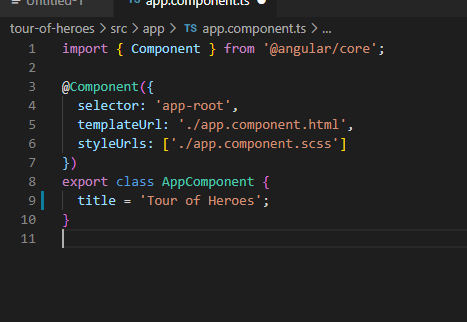 Untitled-1 TS app.component.ts
tour-of-heroes > src > app > TS app.component.ts > ...
1 import { Component } from '@angular/core';
2
3 @Component({
4 selector: 'app-root',
5 templateUrl: './app.component.html',
6 styleUrls: ['./app.component.scss']
7 })
8 export class AppComponent {
9 title = 'Tour of Heroes';
10 }
11